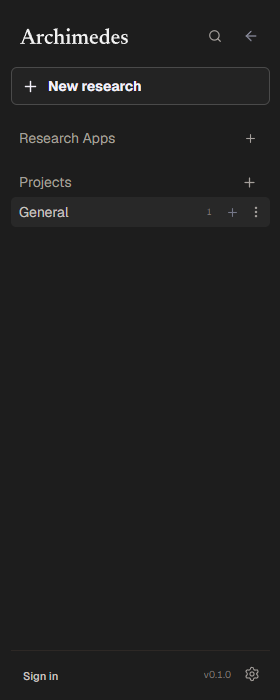 Archimedes
New research
Research Apps
Projects
General 1
Sign in v0.1.0